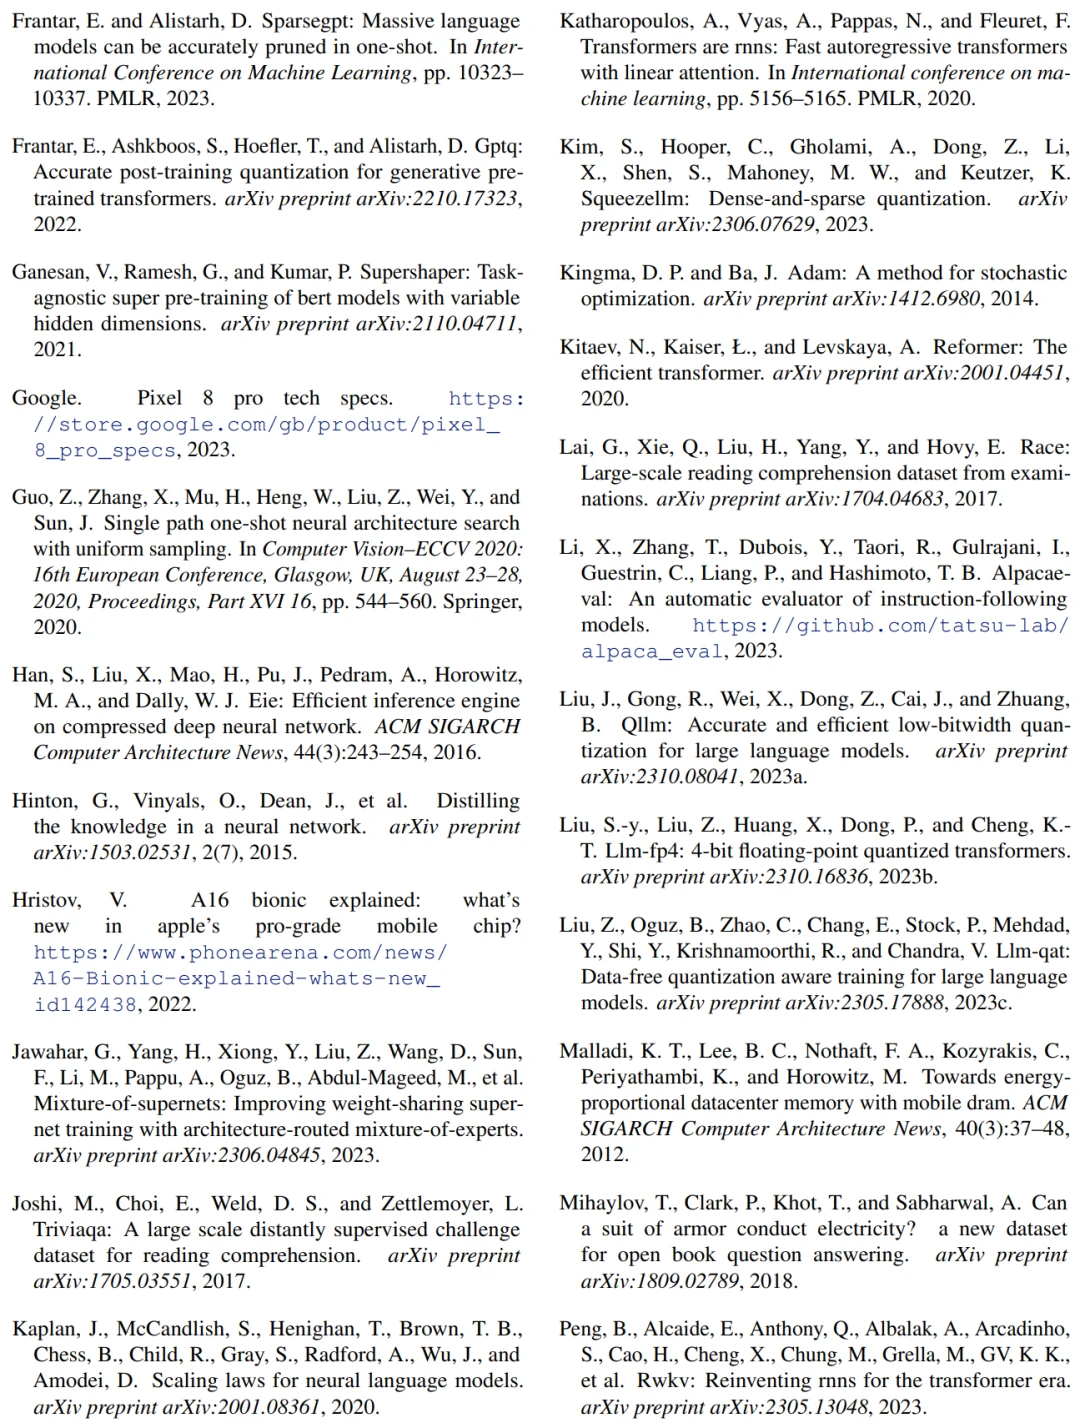 Frantar, E. and Alistarh, D. Sparsegpt: Massive language
models can be accurately pruned in one-shot. In Inter-
national Conference on Machine Learning, pp. 10323–
10337. PMLR, 2023.
Frantar, E., Ashkboos, S., Hoefler, T., and Alistarh, D. Gptq:
Accurate post-training quantization for generative pre-
trained transformers. arXiv preprint arXiv:2210.17323,
2022.
Ganesan, V., Ramesh, G., and Kumar, P. Supershaper: Task-
agnostic super pre-training of bert models with variable
hidden dimensions. arXiv preprint arXiv:2110.04711,
2021.
Google. Pixel 8 pro tech specs. https:
//store.google.com/gb/product/pixel_
8_pro_specs, 2023.
Guo, Z., Zhang, X., Mu, H., Heng, W., Liu, Z., Wei, Y., and
Sun, J. Single path one-shot neural architecture search
with uniform sampling. In Computer Vision–ECCV 2020:
16th European Conference, Glasgow, UK, August 23–28,
2020, Proceedings, Part XVI 16, pp. 544–560. Springer,
2020.
Han, S., Liu, X., Mao, H., Pu, J., Pedram, A., Horowitz,
M. A., and Dally, W. J. Eie: Efficient inference engine
on compressed deep neural network. ACM SIGARCH
Computer Architecture News, 44(3):243–254, 2016.
Hinton, G., Vinyals, O., Dean, J., et al. Distilling
the knowledge in a neural network. arXiv preprint
arXiv:1503.02531, 2(7), 2015.
Hristov, V. A16 bionic explained: what's
new in apple's pro-grade mobile chip?
https://www.phonearena.com/news/
A16-Bionic-explained-whats-new_
id142438, 2022.
Jawahar, G., Yang, H., Xiong, Y., Liu, Z., Wang, D., Sun,
F., Li, M., Pappu, A., Oguz, B., Abdul-Mageed, M., et al.
Mixture-of-supernets: Improving weight-sharing super-
net training with architecture-routed mixture-of-experts.
arXiv preprint arXiv:2306.04845, 2023.
Joshi, M., Choi, E., Weld, D. S., and Zettlemoyer, L.
Triviaqa: A large scale distantly supervised challenge
dataset for reading comprehension. arXiv preprint
arXiv:1705.03551, 2017.
Kaplan, J., McCandlish, S., Henighan, T., Brown, T. B.,
Chess, B., Child, R., Gray, S., Radford, A., Wu, J., and
Amodei, D. Scaling laws for neural language models.
arXiv preprint arXiv:2001.08361, 2020.
Katharopoulos, A., Vyas, A., Pappas, N., and Fleuret, F.
Transformers are rnns: Fast autoregressive transformers
with linear attention. In International conference on ma-
chine learning, pp. 5156–5165. PMLR, 2020.
Kim, S., Hooper, C., Gholami, A., Dong, Z., Li,
X., Shen, S., Mahoney, M. W., and Keutzer, K.
Squeezellm: Dense-and-sparse quantization. arXiv
preprint arXiv:2306.07629, 2023.
Kingma, D. P. and Ba, J. Adam: A method for stochastic
optimization. arXiv preprint arXiv:1412.6980, 2014.
Kitaev, N., Kaiser, Ł., and Levskaya, A. Reformer: The
efficient transformer. arXiv preprint arXiv:2001.04451,
2020.
Lai, G., Xie, Q., Liu, H., Yang, Y., and Hovy, E. Race:
Large-scale reading comprehension dataset from exami-
nations. arXiv preprint arXiv:1704.04683, 2017.
Li, X., Zhang, T., Dubois, Y., Taori, R., Gulrajani, I.,
Guestrin, C., Liang, P., and Hashimoto, T. B. Alpacae-
val: An automatic evaluator of instruction-following
models. https://github.com/tatsu-lab/
alpaca_eval, 2023.
Liu, J., Gong, R., Wei, X., Dong, Z., Cai, J., and Zhuang,
B. Qllm: Accurate and efficient low-bitwidth quan-
tization for large language models. arXiv preprint
arXiv:2310.08041, 2023a.
Liu, S.-y., Liu, Z., Huang, X., Dong, P., and Cheng, K.-
T. Llm-fp4: 4-bit floating-point quantized transformers.
arXiv preprint arXiv:2310.16836, 2023b.
Liu, Z., Oguz, B., Zhao, C., Chang, E., Stock, P., Mehdad,
Y., Shi, Y., Krishnamoorthi, R., and Chandra, V. Llm-qat:
Data-free quantization aware training for large language
models. arXiv preprint arXiv:2305.17888, 2023c.
Malladi, K. T., Lee, B. C., Nothaft, F. A., Kozyrakis, C.,
Periyathambi, K., and Horowitz, M. Towards energy-
proportional datacenter memory with mobile dram. ACM
SIGARCH Computer Architecture News, 40(3):37–48,
2012.
Mihaylov, T., Clark, P., Khot, T., and Sabharwal, A. Can
a suit of armor conduct electricity? a new dataset
for open book question answering. arXiv preprint
arXiv:1809.02789, 2018.
Peng, B., Alcaide, E., Anthony, Q., Albalak, A., Arcadinho,
S., Cao, H., Cheng, X., Chung, M., Grella, M., GV, K. K.,
et al. Rwkv: Reinventing rnns for the transformer era.
arXiv preprint arXiv:2305.13048, 2023.